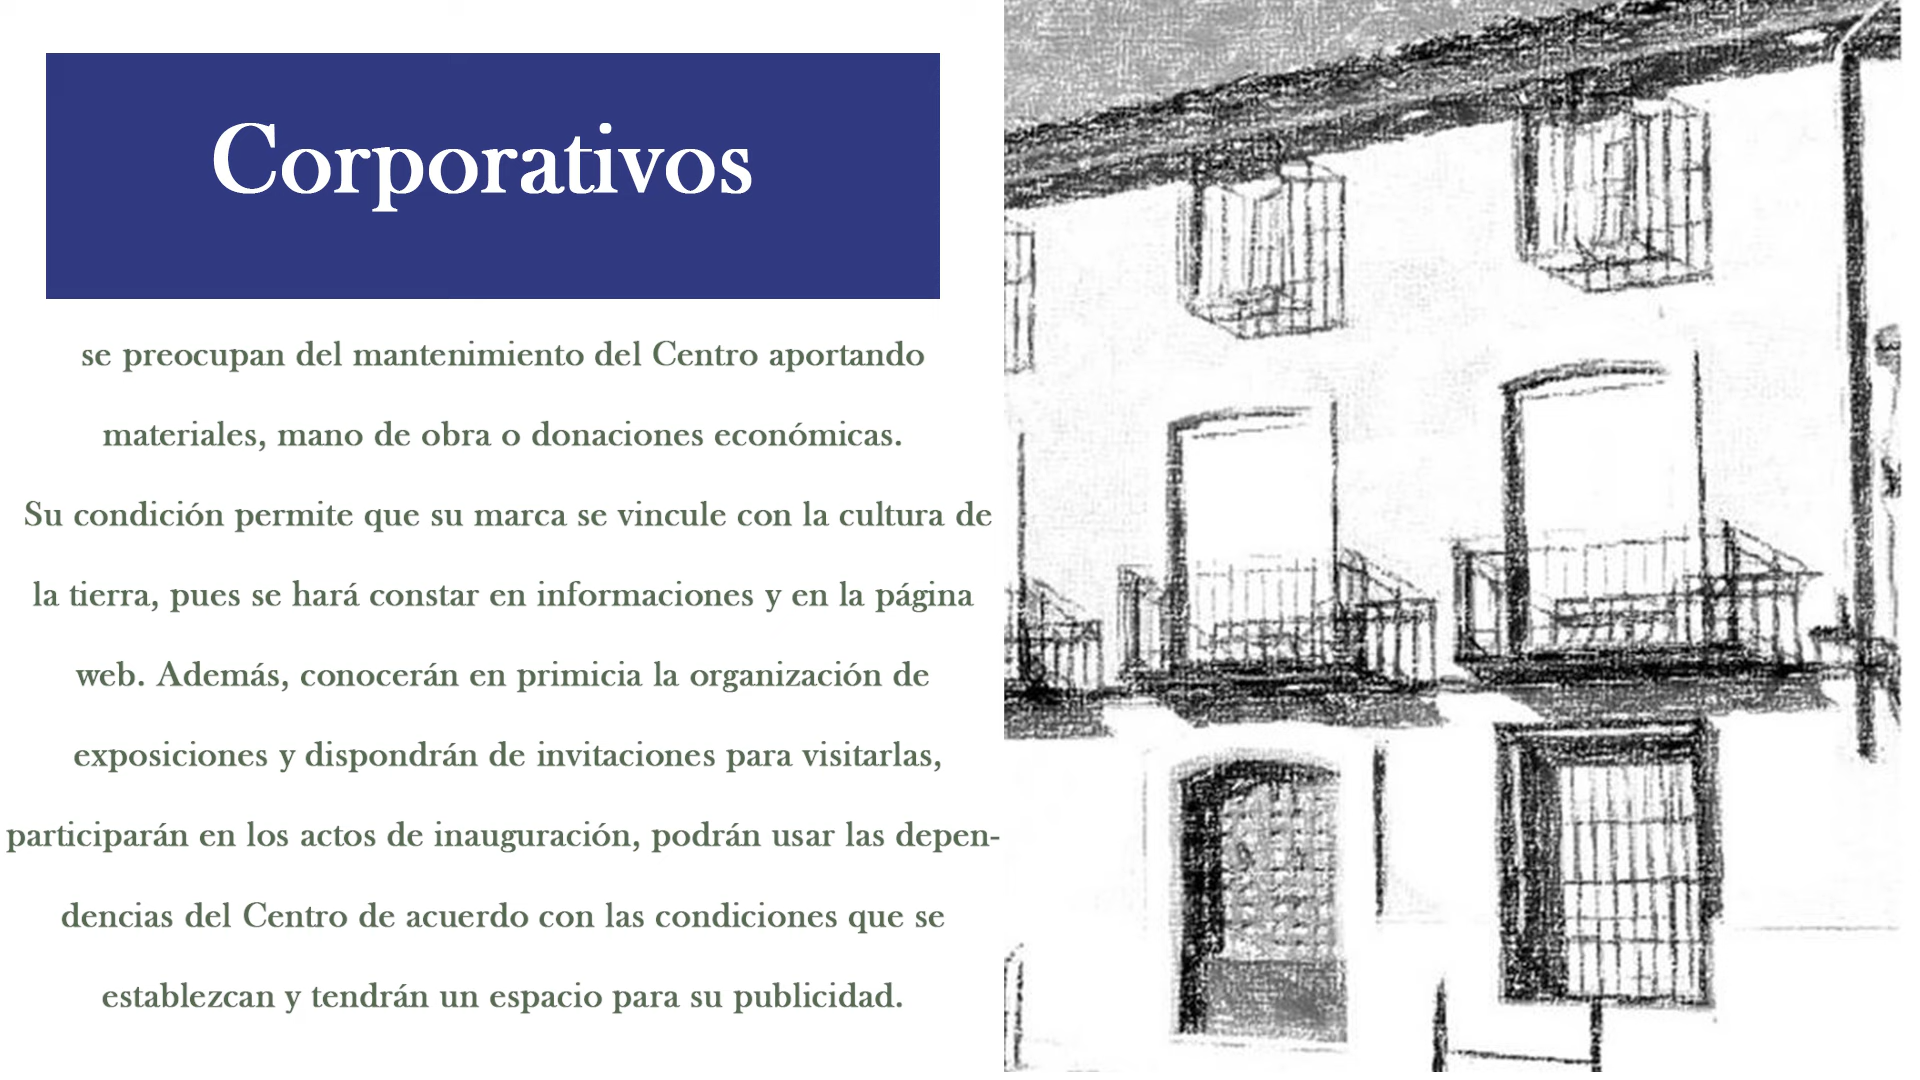 Corporativos
se preocupan del mantenimiento del Centro aportando
materiales, mano de obra o donaciones económicas.
Su condición permite que su marca se vincule con la cultura de
la tierra, pues se hará constar en informaciones y en la página
web. Además, conocerán en primicia la organización de
exposiciones y dispondrán de invitaciones para visitarlas,
participarán en los actos de inauguración, podrán usar las depen-
dencias del Centro de acuerdo con las condiciones que se
establezcan y tendrán un espacio para su publicidad.